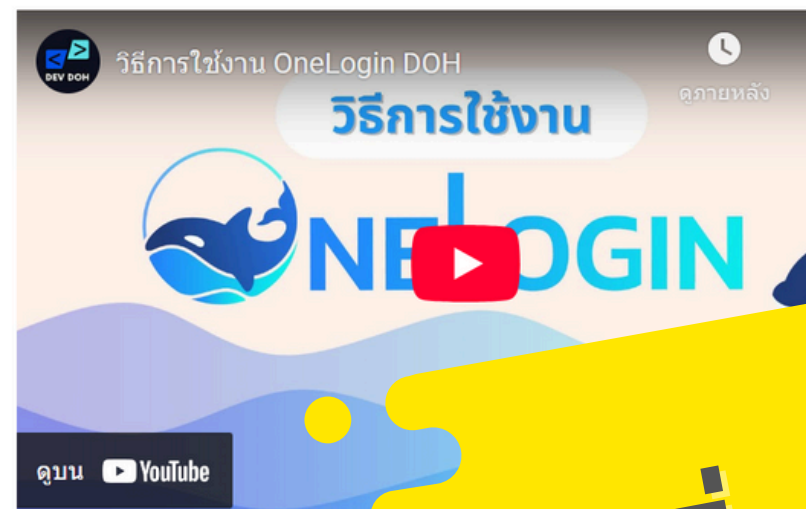 DEV DOH
วิธีการใช้งาน OneLogin DOH
ดูภายหลัง
วิธีการใช้งาน
ONELOGIN
ดูบน YouTube